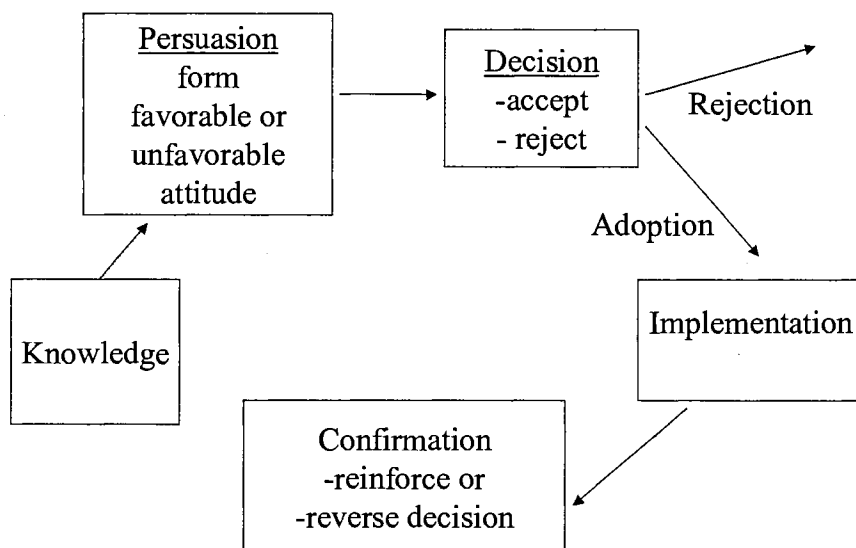 Knowledge
Persuasion
form
favorable or
unfavorable
attitude
Decision
-accept
- reject
Rejection
Adoption
Implementation
Confirmation
-reinforce or
-reverse decision